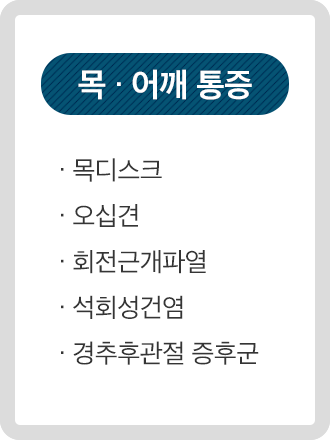 목 · 어깨 통증
· 목디스크
· 오십견
· 회전근개파열
· 석회성건염
· 경추후관절 증후군